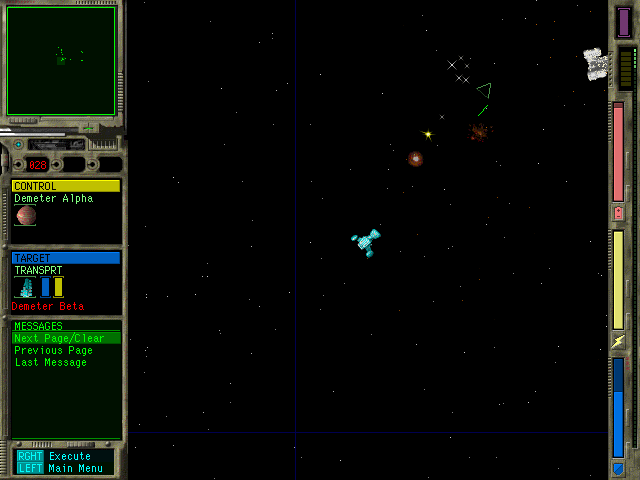 028
CONTROL
Demeter Alpha
TARGET
TRANSPRT
Demeter Beta
MESSAGES
Next Page/Clear
Previous Page
Last Message
RGHT Execute
LEFT Main Menu